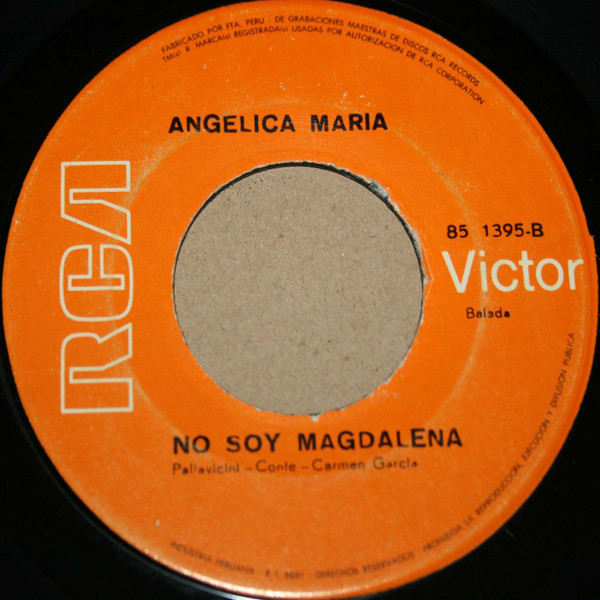 FABRICADO POR FTA. PERU - DE GRABACIONES MAESTRAS DE DISCOS RCA RECORDS
TM(s) R MARCA(s) REGISTRADA(s) USADAS POR AUTORIZACION DE RCA CORPORATION
ANGELICA MARIA
RCA
85 1395-B
Victor
Balada
NO SOY MAGDALENA
Pallavicini - Conte - Carmen García
INDUSTRIA PERUANA - DERECHOS RESERVADOS - PROHIBIDA LA REPRODUCCION, EJECUCION Y DIFUSION PUBLICA